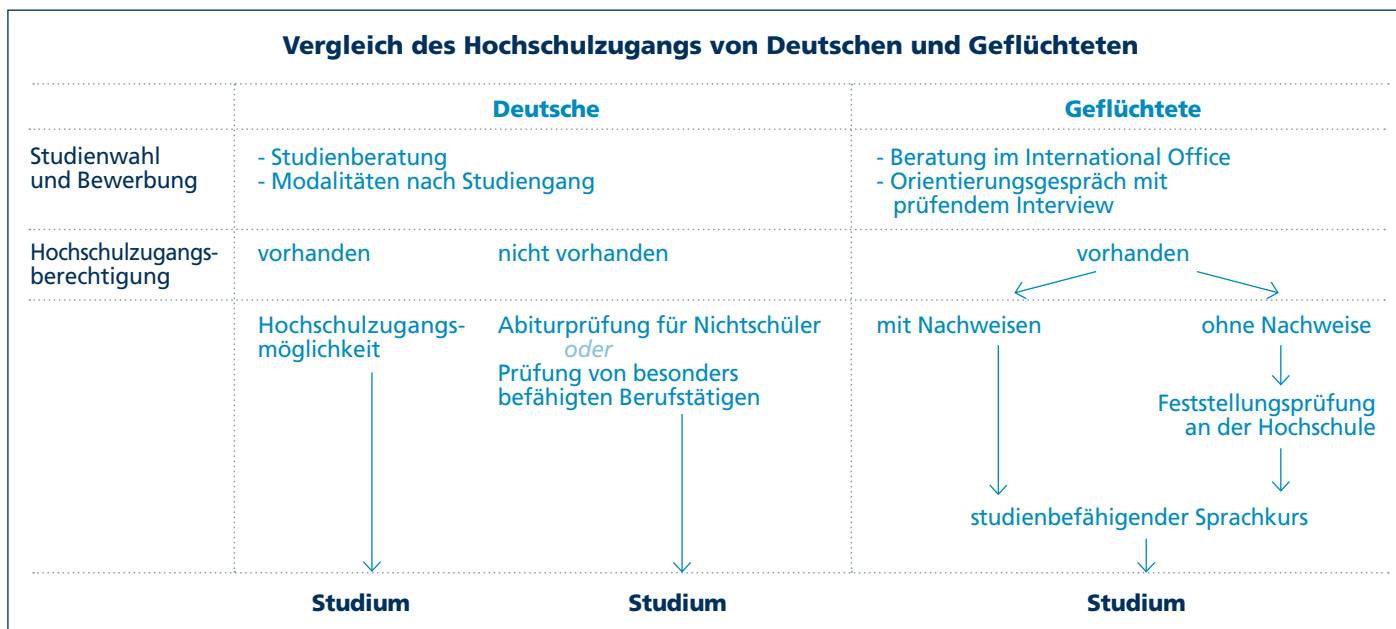 Vergleich des Hochschulzugangs von Deutschen und Geflüchteten
Deutsche
Geflüchtete
Studienwahl
und Bewerbung
- Studienberatung
- Modalitäten nach Studiengang
- Beratung im International Office
- Orientierungsgespräch mit
prüfendem Interview
Hochschulzugangs-
berechtigung
vorhanden
nicht vorhanden
vorhanden
Hochschulzugangs-
möglichkeit
Abiturprüfung für Nichtschüler
oder
Prüfung von besonders
befähigten Berufstätigen
mit Nachweisen
ohne Nachweise
Feststellungsprüfung
an der Hochschule
studienbefähigender Sprachkurs
Studium
Studium
Studium